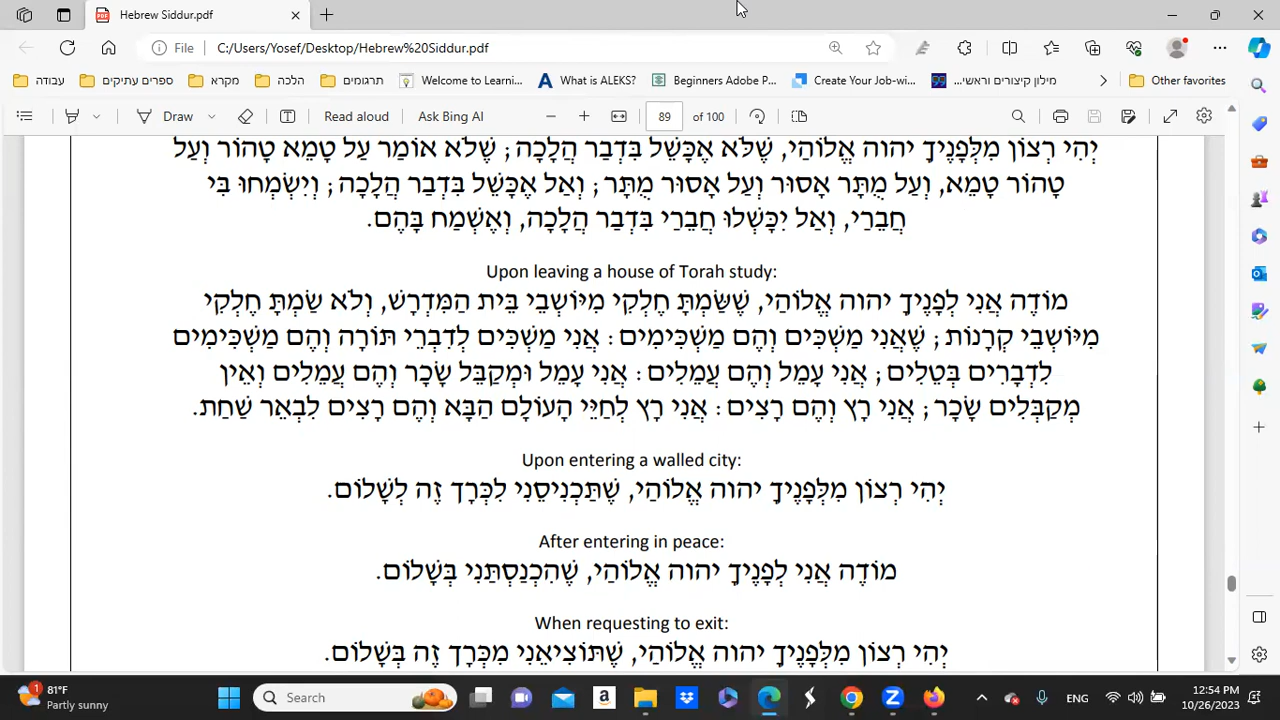 Hebrew Siddur.pdf
File C:/Users/Yosef/Desktop/Hebrew%20Siddur.pdf
עבודה ספרים עתיקים מקרא הלכה תרגומים Welcome to Learni... What is ALEKS? Beginners Adobe P... Create Your Job-wi... מילון קיצורים וראשי... Other favorites
Draw Read aloud Ask Bing AI 89 of 100
יְהִי רְצוֹן מִלְּפָנֶיךָ יהוה אֱלוֹהַי, שֶׁלֹּא אֶכָּשֵׁל בִּדְבַר הֲלָכָה; שֶׁלֹּא אוֹמַר עַל טָמֵא טָהוֹר וְעַל
טָהוֹר טָמֵא, וְעַל מֻתָּר אָסוּר וְעַל אָסוּר מֻתָּר; וְאַל אֶכָּשֵׁל בִּדְבַר הֲלָכָה; וְיִשְׂמְחוּ בִּי
חֲבֵרַי, וְאַל יִכָּשְׁלוּ חֲבֵרַי בִּדְבַר הֲלָכָה, וְאֶשְׂמַח בָּהֶם.
Upon leaving a house of Torah study:
מוֹדֶה אֲנִי לְפָנֶיךָ יהוה אֱלוֹהַי, שֶׁשַּׂמְתָּ חֶלְקִי מִיּוֹשְׁבֵי בֵּית הַמִּדְרָשׁ, וְלֹא שַׂמְתָּ חֶלְקִי
מִיּוֹשְׁבֵי קְרָנוֹת; שֶׁאֲנִי מַשְׁכִּים וְהֶם מַשְׁכִּימִים: אֲנִי מַשְׁכִּים לְדִבְרֵי תּוֹרָה וְהֶם מַשְׁכִּימִים
לִדְבָרִים בְּטֵלִים; אֲנִי עָמֵל וְהֶם עֲמֵלִים: אֲנִי עָמֵל וּמְקַבֵּל שָׂכָר וְהֶם עֲמֵלִים וְאֵין
מְקַבְּלִים שָׂכָר; אֲנִי רָץ וְהֶם רָצִים: אֲנִי רָץ לְחַיֵּי הָעוֹלָם הַבָּא וְהֶם רָצִים לִבְאֵר שַׁחַת.
Upon entering a walled city:
יְהִי רְצוֹן מִלְּפָנֶיךָ יהוה אֱלוֹהַי, שֶׁתַּכְנִיסֵנִי לִכְּרַךְ זֶה לְשָׁלוֹם.
After entering in peace:
מוֹדֶה אֲנִי לְפָנֶיךָ יהוה אֱלוֹהַי, שֶׁהִכְנַסְתַּנִי בְּשָׁלוֹם.
When requesting to exit:
יְהִי רְצוֹן מִלְּפָנֶיךָ יהוה אֱלוֹהַי, שֶׁתּוֹצִיאֵנִי מִכְּרַךְ זֶה בְּשָׁלוֹם.
81°F
Partly sunny
Search
ENG
12:54 PM
10/26/2023